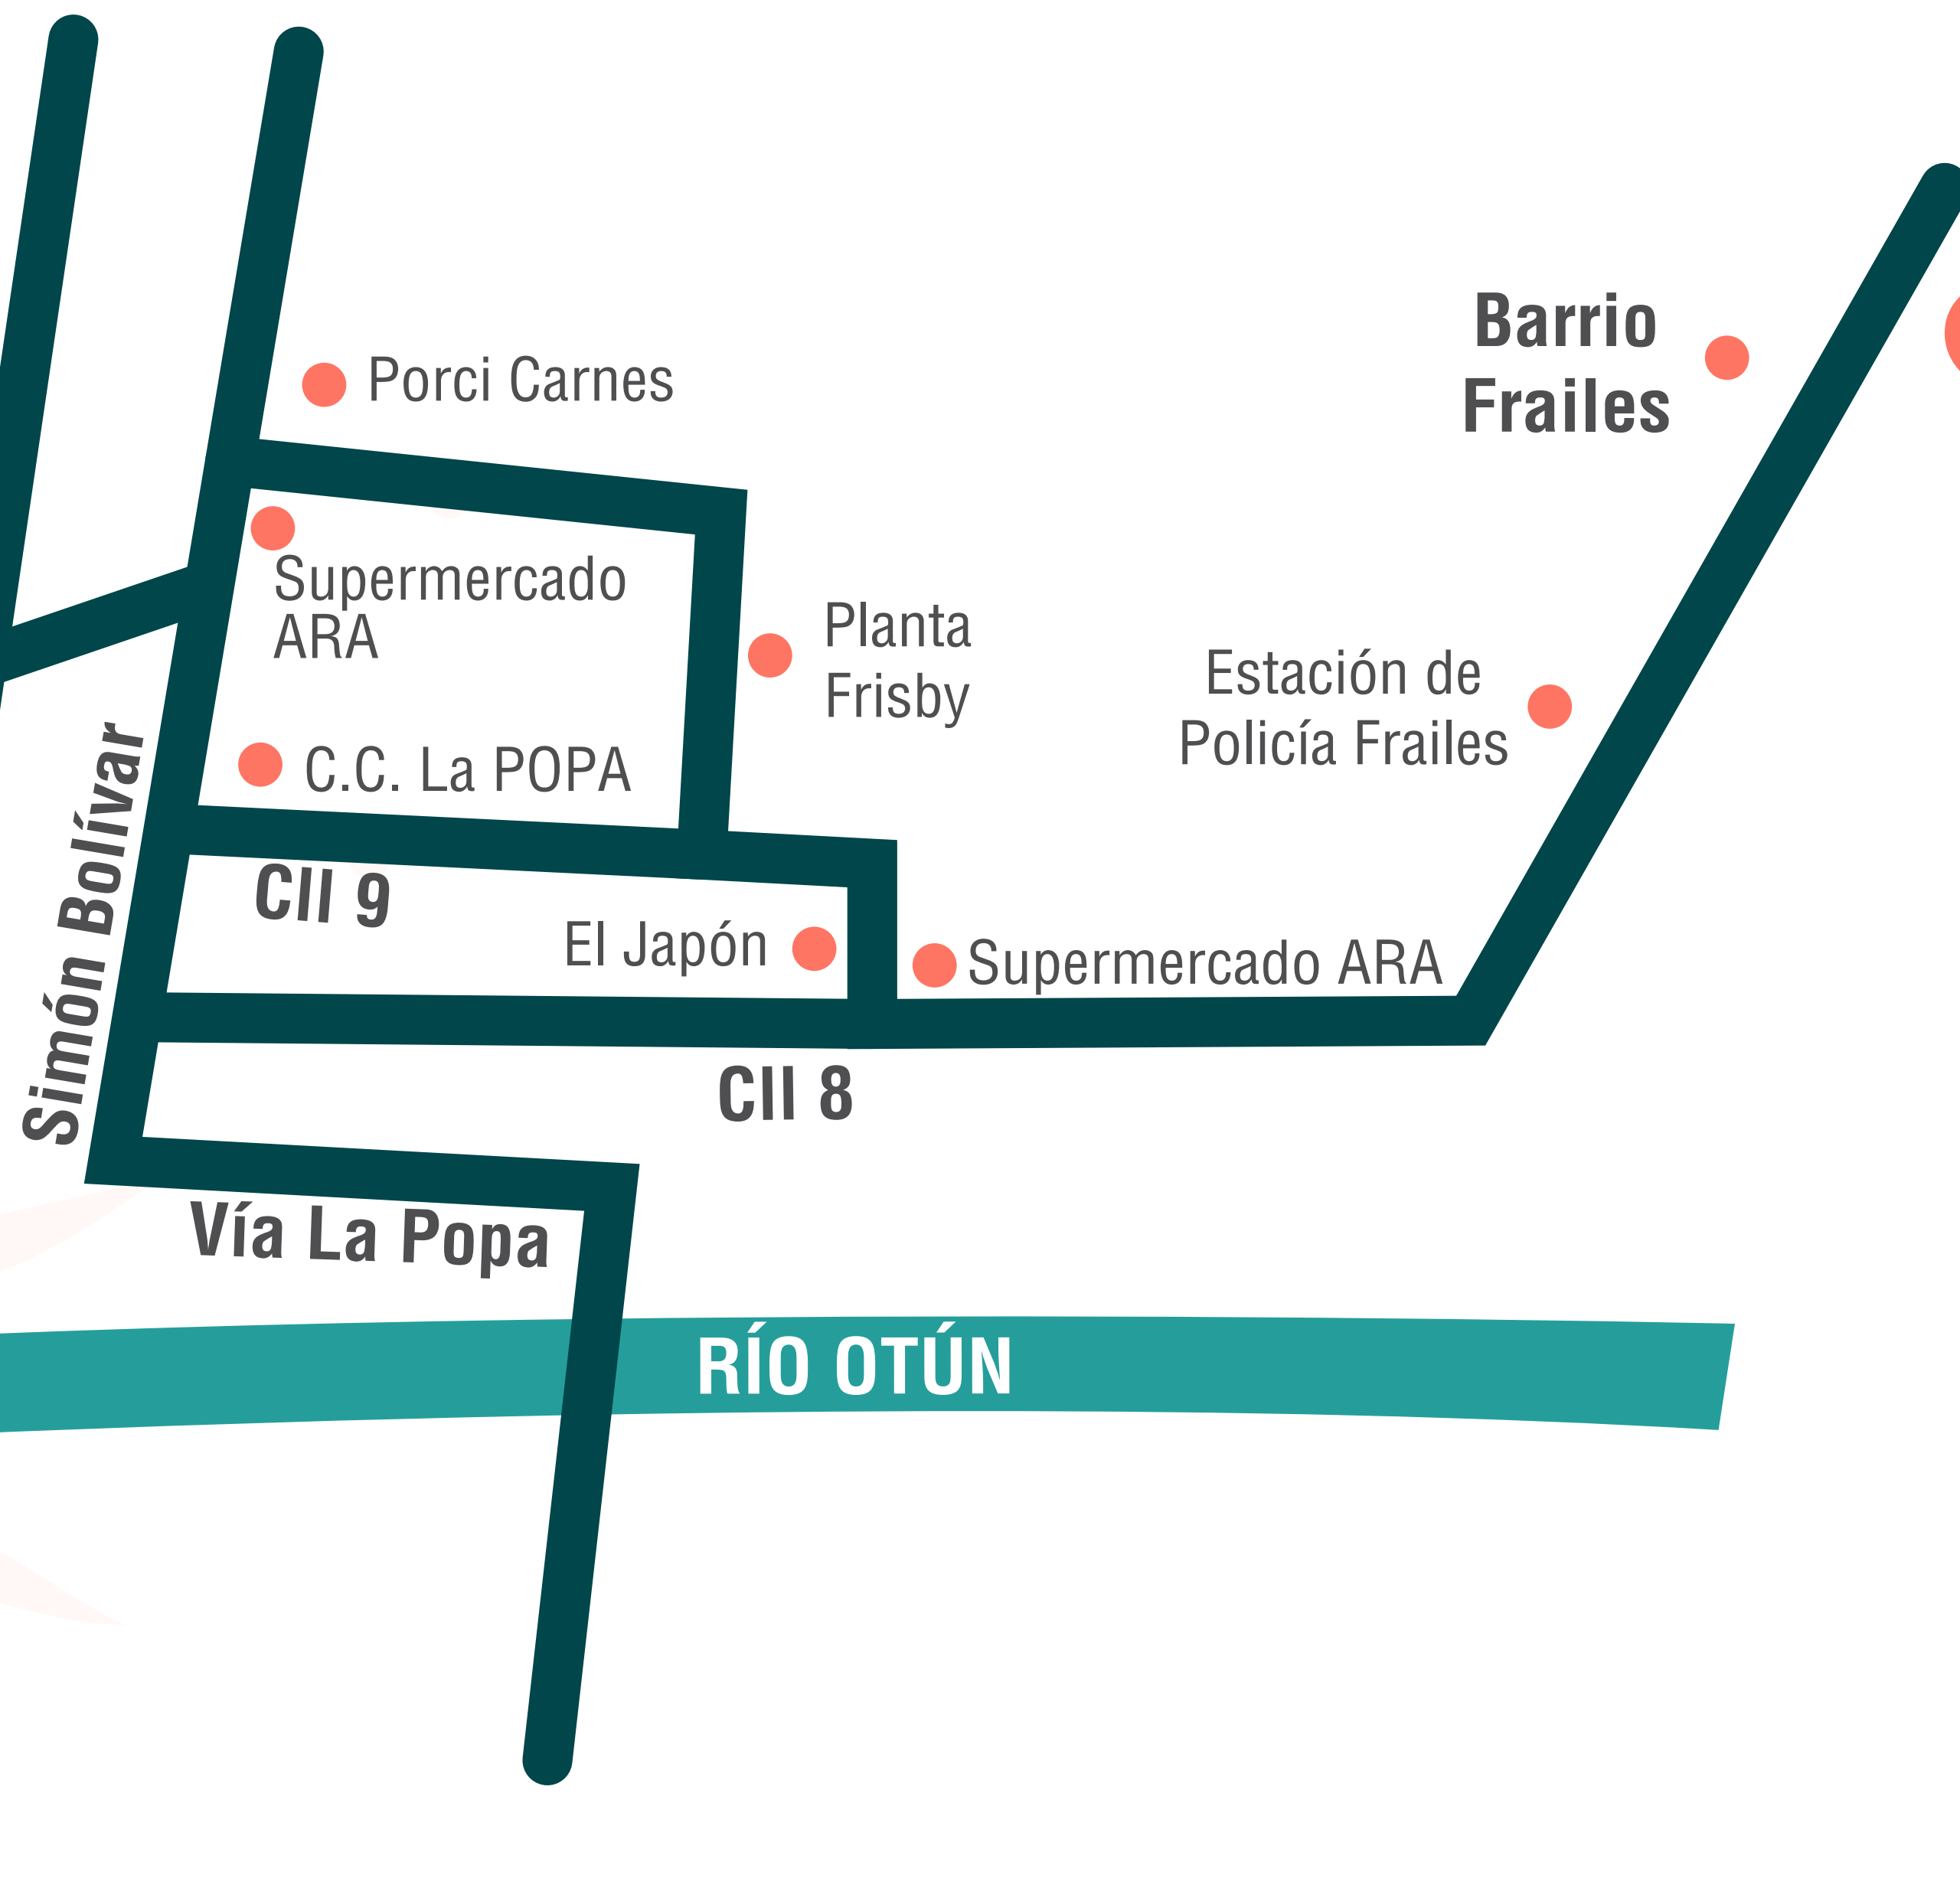 Barrio
Frailes
Porci Carnes
Supermercado
ARA
Planta
Frisby
Estación de
Policía Frailes
C.C. La POPA
Simón Bolívar
Cll 9
El Japón
Supermercado ARA
Cll 8
Vía La Popa
RÍO OTÚN